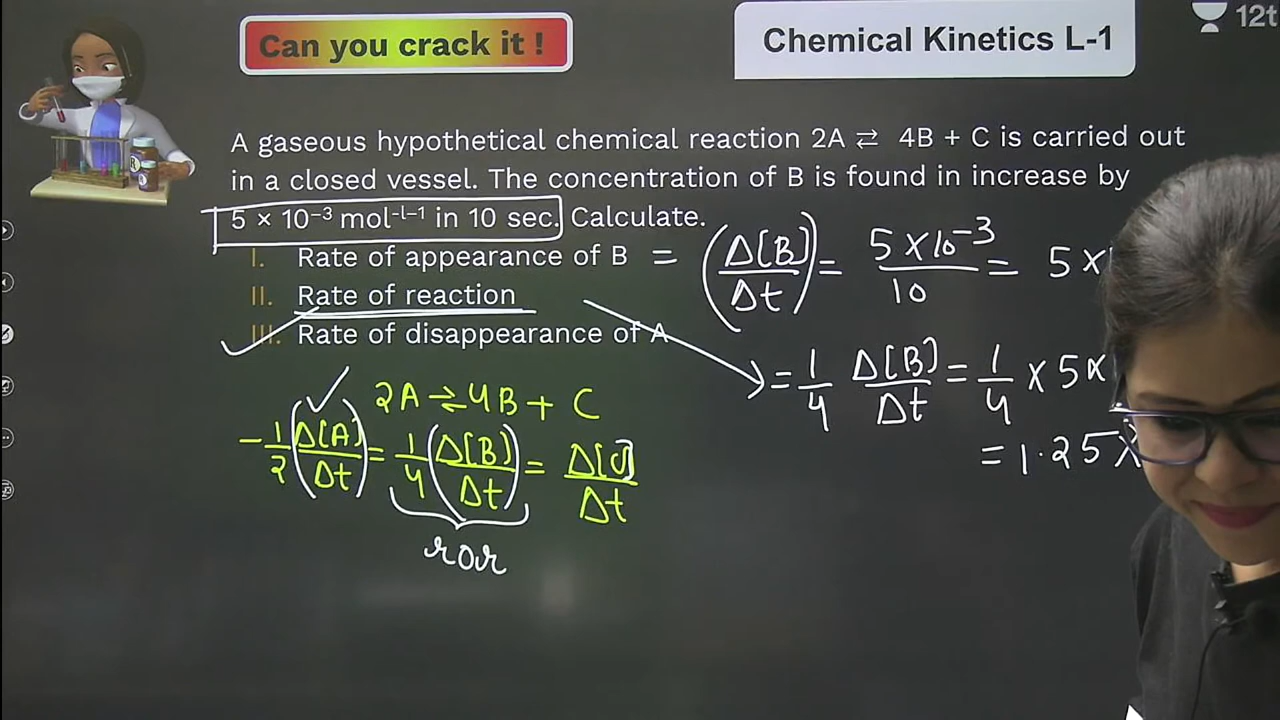 Can you crack it !
Chemical Kinetics L-1
12t
A gaseous hypothetical chemical reaction 2A ⇄ 4B + C is carried out
in a closed vessel. The concentration of B is found in increase by
5 × 10⁻³ mol⁻ˡ⁻¹ in 10 sec. Calculate.
I. Rate of appearance of B = (Δ[B]/Δt) = 5 × 10⁻³/10 = 5 ×
II. Rate of reaction
III. Rate of disappearance of A
= 1/4 Δ[B]/Δt = 1/4 × 5 ×
= 1.25 ×
2A ⇌ 4B + C
- 1/2 (Δ[A]/Δt) = 1/4 (Δ[B]/Δt) = Δ[C]/Δt
ror